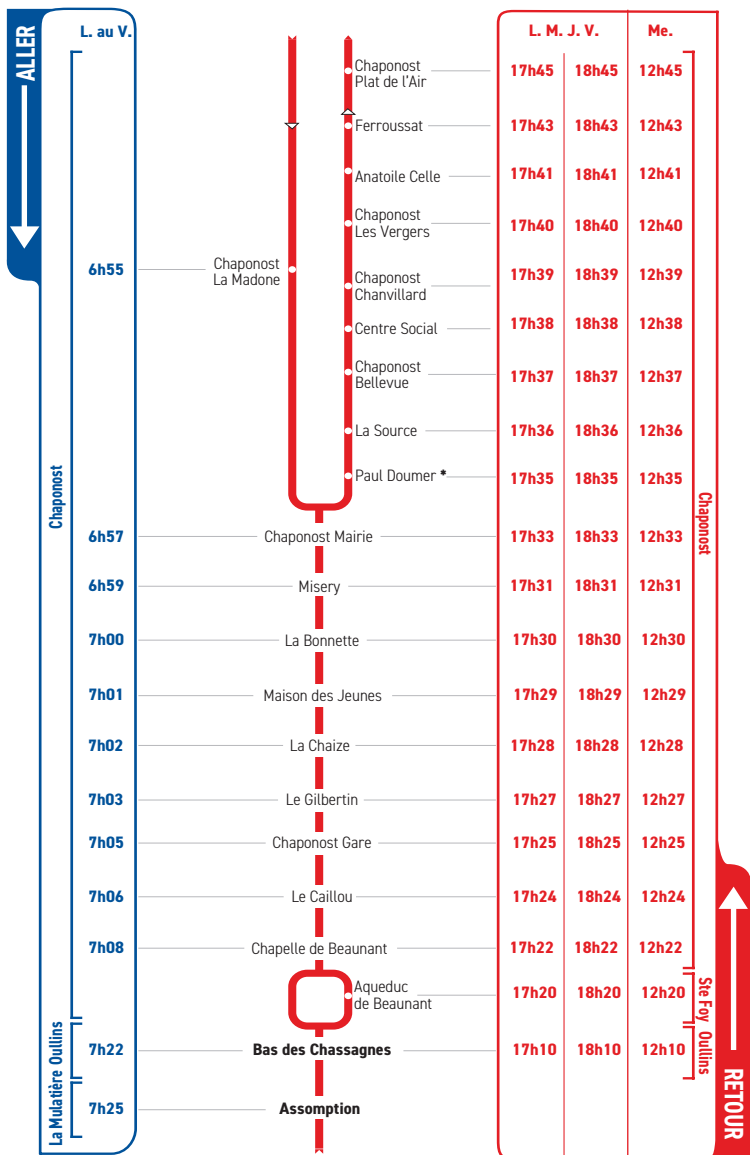 ALLER
L. au V.
L. M. J. V. Me.
Chaponost
Plat de l'Air
17h45 18h45 12h45
Ferroussat 17h43 18h43 12h43
Anatoile Celle 17h41 18h41 12h41
Chaponost
Les Vergers
17h40 18h40 12h40
6h55
Chaponost
La Madone
Chaponost
Chanvillard
17h39 18h39 12h39
Centre Social 17h38 18h38 12h38
Chaponost
Bellevue
17h37 18h37 12h37
La Source 17h36 18h36 12h36
Paul Doumer * 17h35 18h35 12h35
Chaponost
Chaponost
6h57 Chaponost Mairie 17h33 18h33 12h33
6h59 Misery 17h31 18h31 12h31
7h00 La Bonnette 17h30 18h30 12h30
7h01 Maison des Jeunes 17h29 18h29 12h29
7h02 La Chaize 17h28 18h28 12h28
7h03 Le Gilbertin 17h27 18h27 12h27
7h05 Chaponost Gare 17h25 18h25 12h25
7h06 Le Caillou 17h24 18h24 12h24
7h08 Chapelle de Beaunant 17h22 18h22 12h22
Aqueduc
de Beaunant
17h20 18h20 12h20
Ste Foy
Oullins
7h22 Bas des Chassagnes 17h10 18h10 12h10
Oullins
La Mulatière
7h25 Assomption
RETOUR